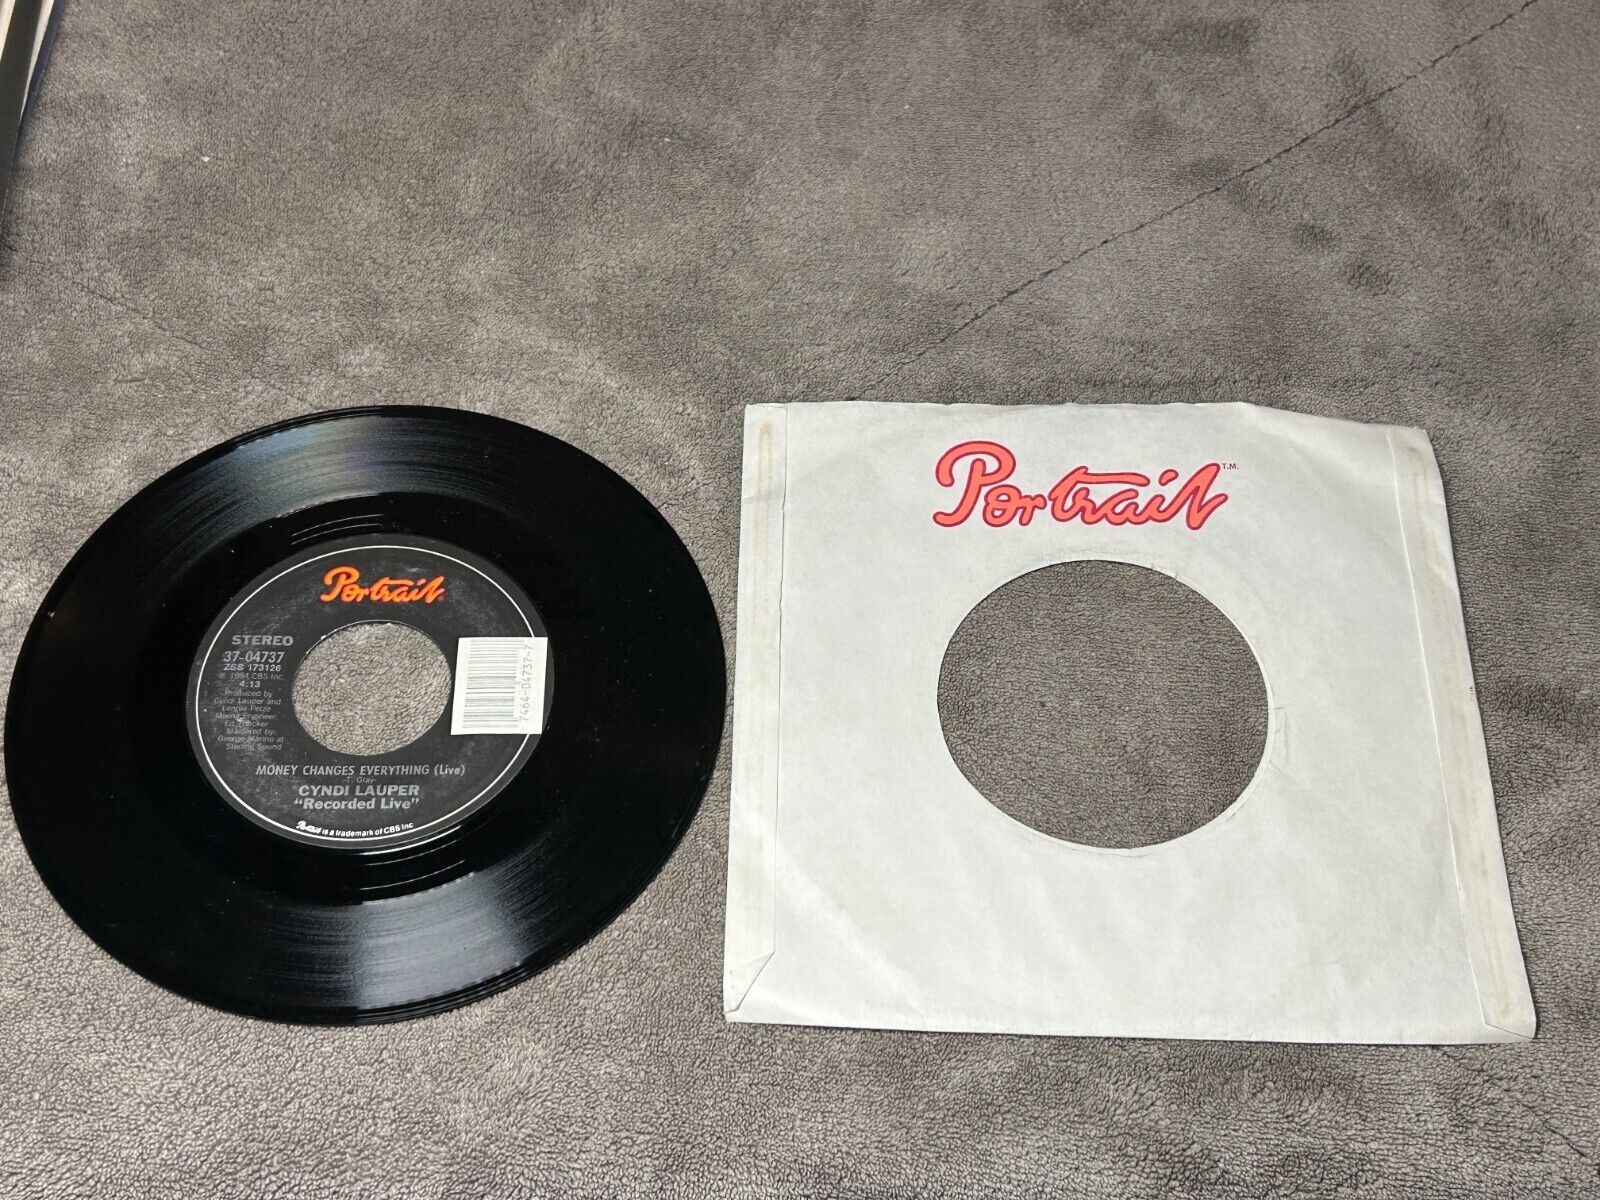 Portrait
STEREO
37-04737
ZSS 173126
℗ 1984 CBS Inc.
4:13
Produced by
Cyndi Lauper and
Lennie Petze
Mixing Engineer:
Ed
Mastered by:
George Marino at
Sterling Sound
7464-04737-7
MONEY CHANGES EVERYTHING (Live)
-T. Gray-
CYNDI LAUPER
"Recorded Live"
Portrait is a trademark of CBS Inc.
Portrait T.M.